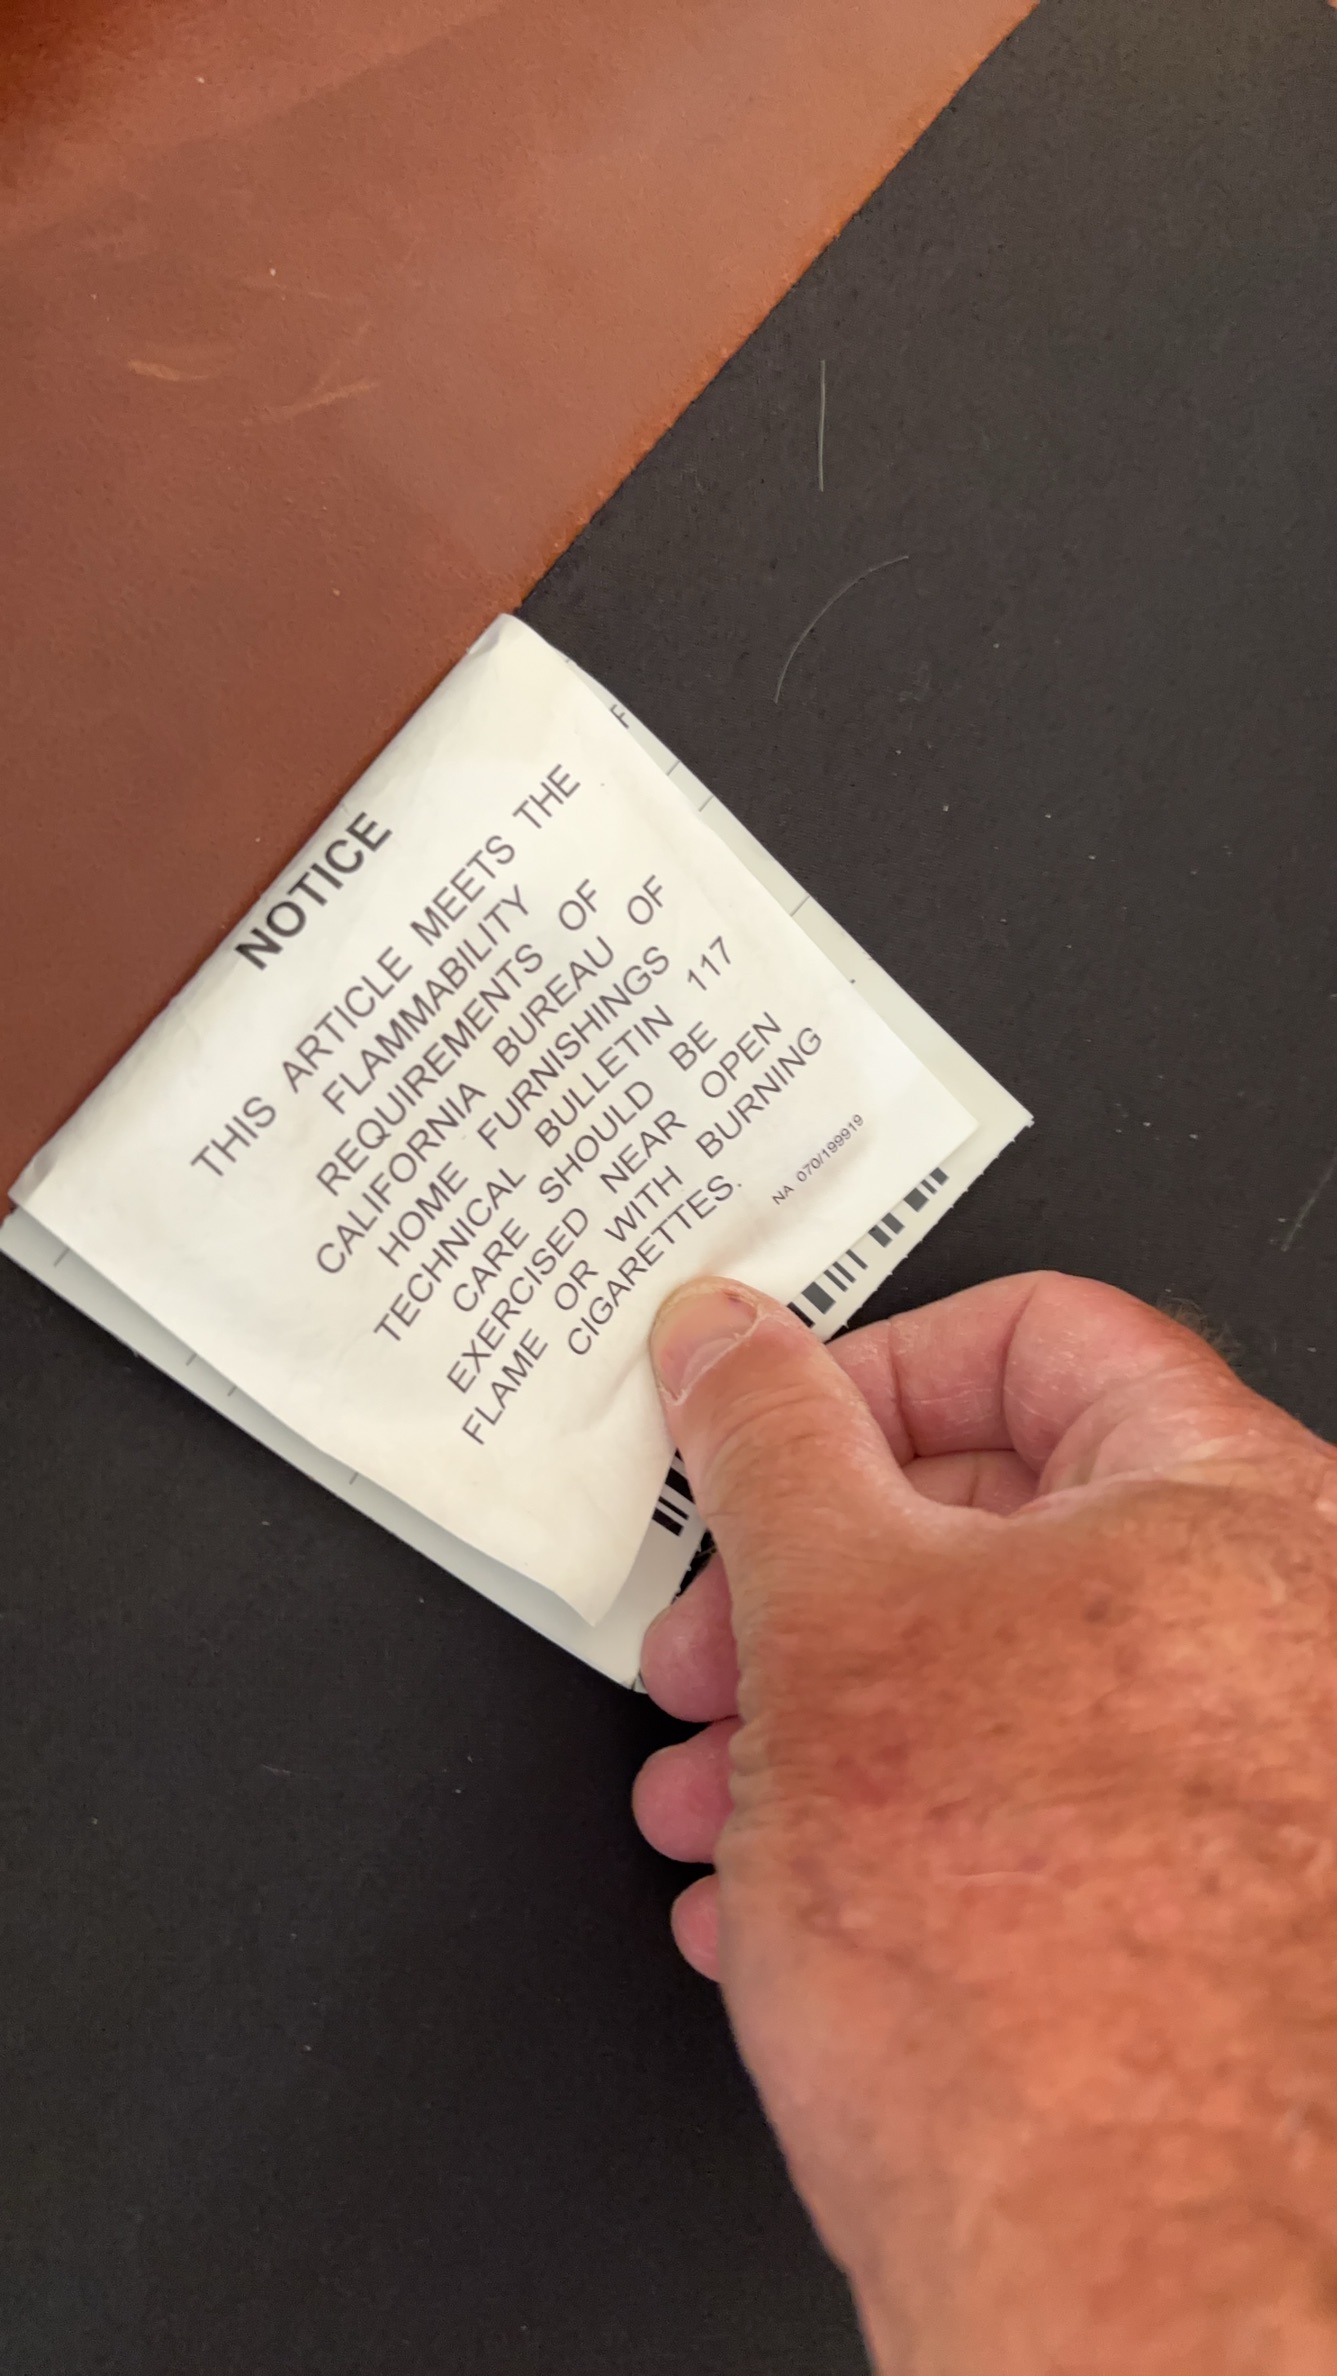 NOTICE
THIS ARTICLE MEETS THE
FLAMMABILITY
REQUIREMENTS OF
CALIFORNIA BUREAU OF
HOME FURNISHINGS
TECHNICAL BULLETIN 117
CARE SHOULD BE
EXERCISED NEAR OPEN
FLAME OR WITH BURNING
CIGARETTES.
NA 070/199919